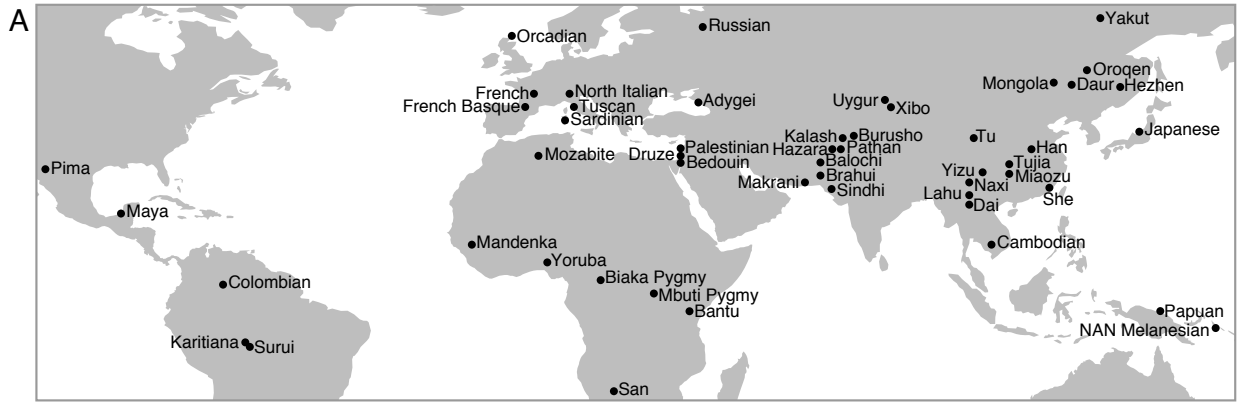 A
Yakut
Russian
Orcadian
Oroqen
Mongola
Daur
Hezhen
French
North Italian
French Basque
Tuscan
Adygei
Uygur
Xibo
Sardinian
Japanese
Kalash
Burusho
Tu
Palestinian
Hazara
Pathan
Han
Mozabite
Druze
Bedouin
Balochi
Tujia
Pima
Brahui
Yizu
Miaozu
Makrani
Sindhi
Naxi
Lahu
She
Dai
Maya
Mandenka
Cambodian
Yoruba
Colombian
Biaka Pygmy
Mbuti Pygmy
Bantu
Papuan
NAN Melanesian
Karitiana
Surui
San